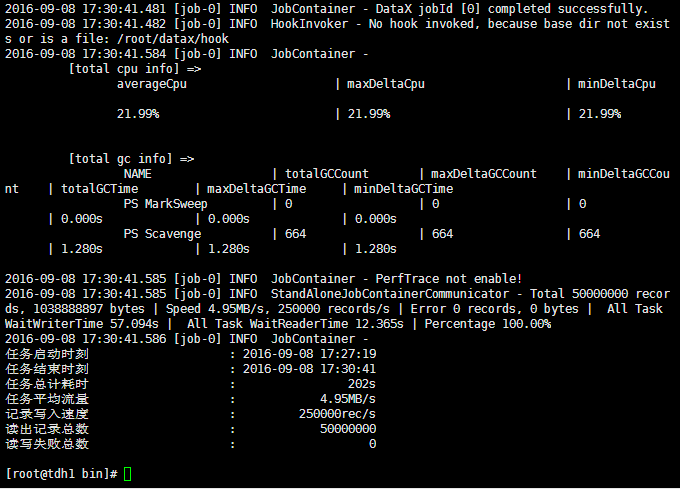 2016-09-08 17:30:41.481 [job-0] INFO  JobContainer - DataX jobId [0] completed successfully.
2016-09-08 17:30:41.482 [job-0] INFO  HookInvoker - No hook invoked, because base dir not exist
s or is a file: /root/datax/hook
2016-09-08 17:30:41.584 [job-0] INFO  JobContainer -
[total cpu info] =>
averageCpu | maxDeltaCpu | minDeltaCpu
21.99% | 21.99% | 21.99%
[total gc info] =>
NAME | totalGCCount | maxDeltaGCCount | minDeltaGCCou
nt | totalGCTime | maxDeltaGCTime | minDeltaGCTime
PS MarkSweep | 0 | 0 | 0
| 0.000s | 0.000s | 0.000s
PS Scavenge | 664 | 664 | 664
| 1.280s | 1.280s | 1.280s
2016-09-08 17:30:41.585 [job-0] INFO  JobContainer - PerfTrace not enable!
2016-09-08 17:30:41.585 [job-0] INFO  StandAloneJobContainerCommunicator - Total 50000000 recor
ds, 1038888897 bytes | Speed 4.95MB/s, 250000 records/s | Error 0 records, 0 bytes |  All Task
WaitWriterTime 57.094s |  All Task WaitReaderTime 12.365s | Percentage 100.00%
2016-09-08 17:30:41.586 [job-0] INFO  JobContainer -
任务启动时刻 : 2016-09-08 17:27:19
任务结束时刻 : 2016-09-08 17:30:41
任务总计耗时 : 202s
任务平均流量 : 4.95MB/s
记录写入速度 : 250000rec/s
读出记录总数 : 50000000
读写失败总数 : 0
[root@tdh1 bin]#